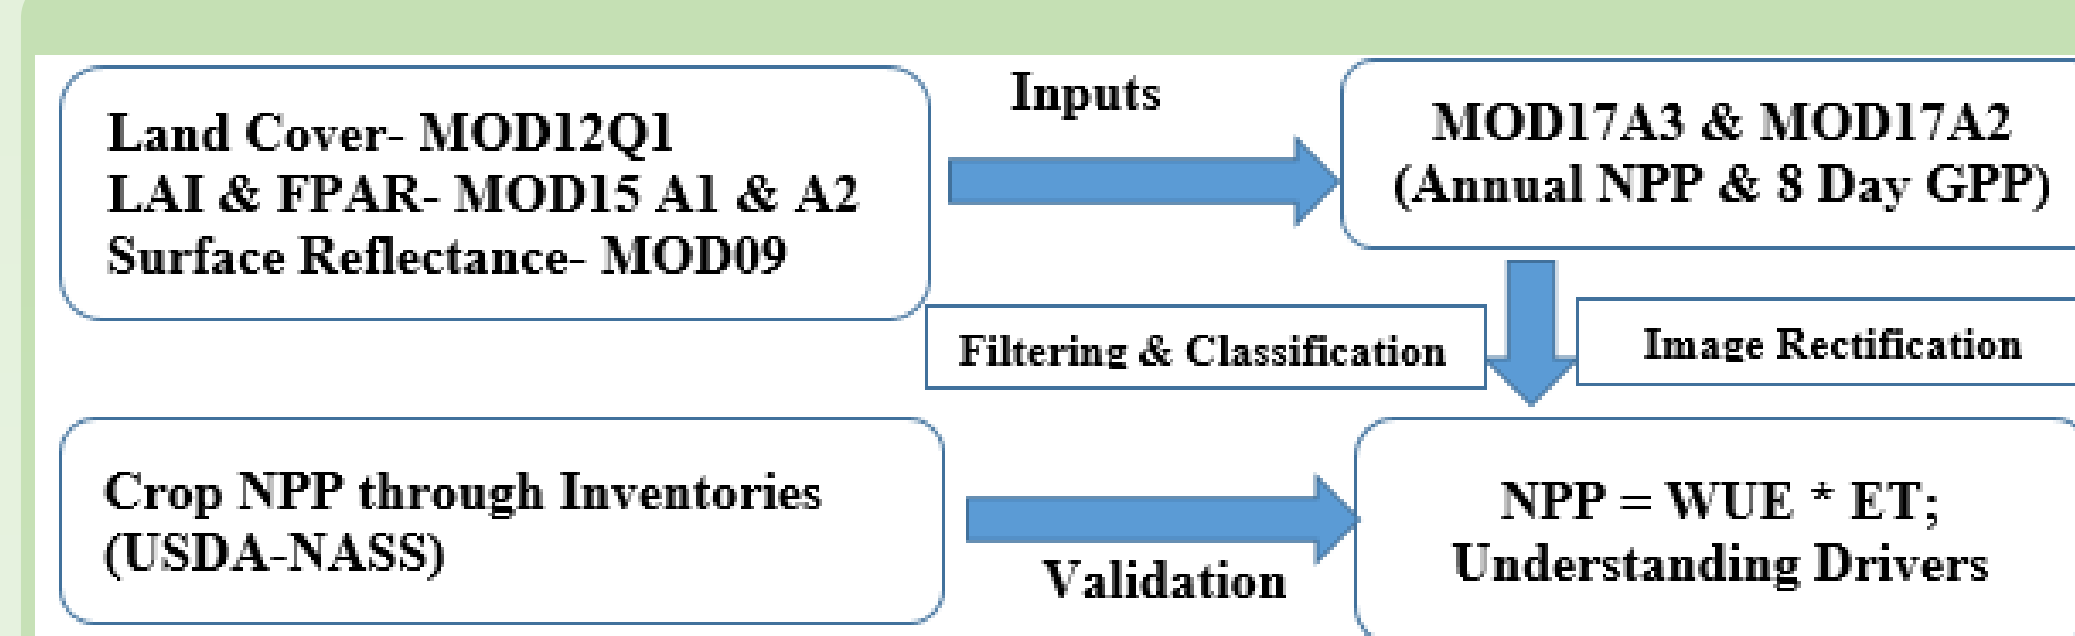 Land Cover- MOD12Q1
LAI & FPAR- MOD15 A1 & A2
Surface Reflectance- MOD09
Inputs
MOD17A3 & MOD17A2
(Annual NPP & 8 Day GPP)
Filtering & Classification
Image Rectification
Crop NPP through Inventories
(USDA-NASS)
Validation
NPP = WUE * ET;
Understanding Drivers